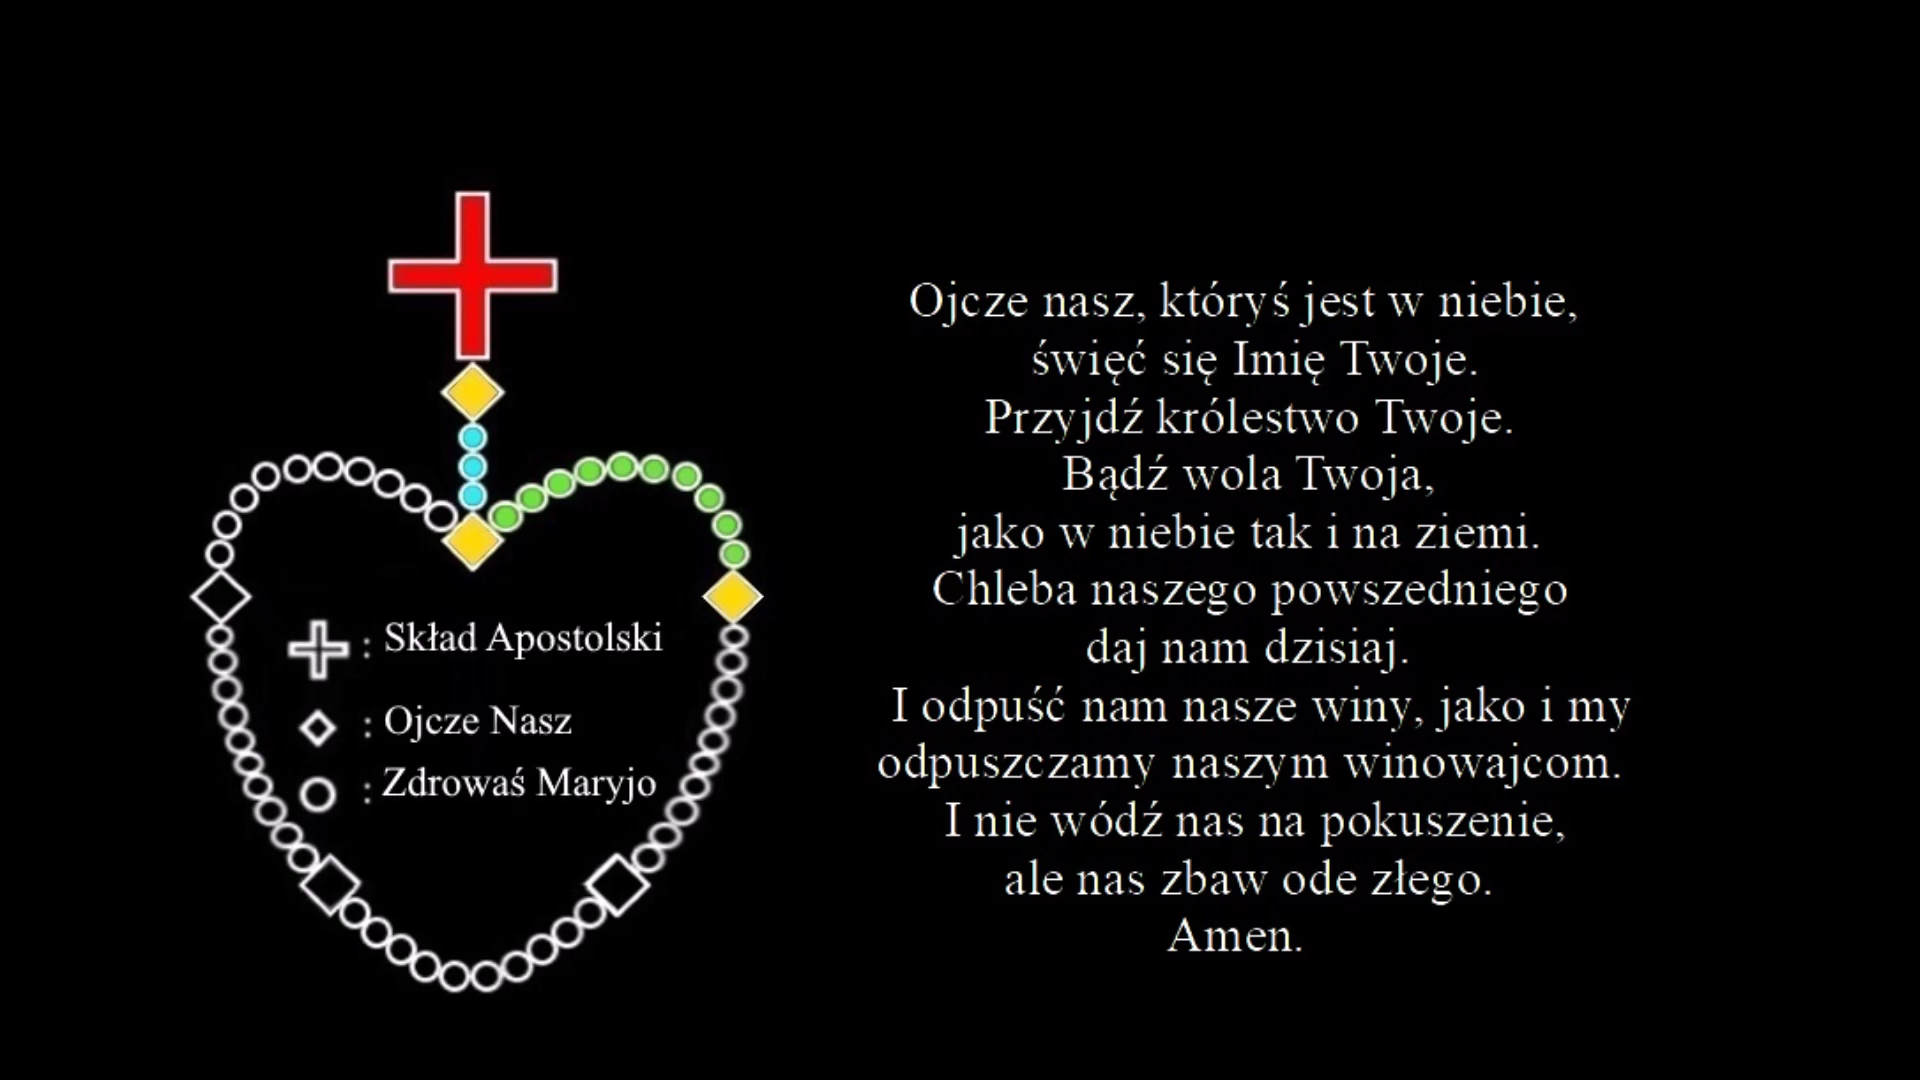 : Skład Apostolski
: Ojcze Nasz
: Zdrowaś Maryjo
Ojcze nasz, któryś jest w niebie,
święć się Imię Twoje.
Przyjdź królestwo Twoje.
Bądź wola Twoja,
jako w niebie tak i na ziemi.
Chleba naszego powszedniego
daj nam dzisiaj.
I odpuść nam nasze winy, jako i my
odpuszczamy naszym winowajcom.
I nie wódź nas na pokuszenie,
ale nas zbaw ode złego.
Amen.